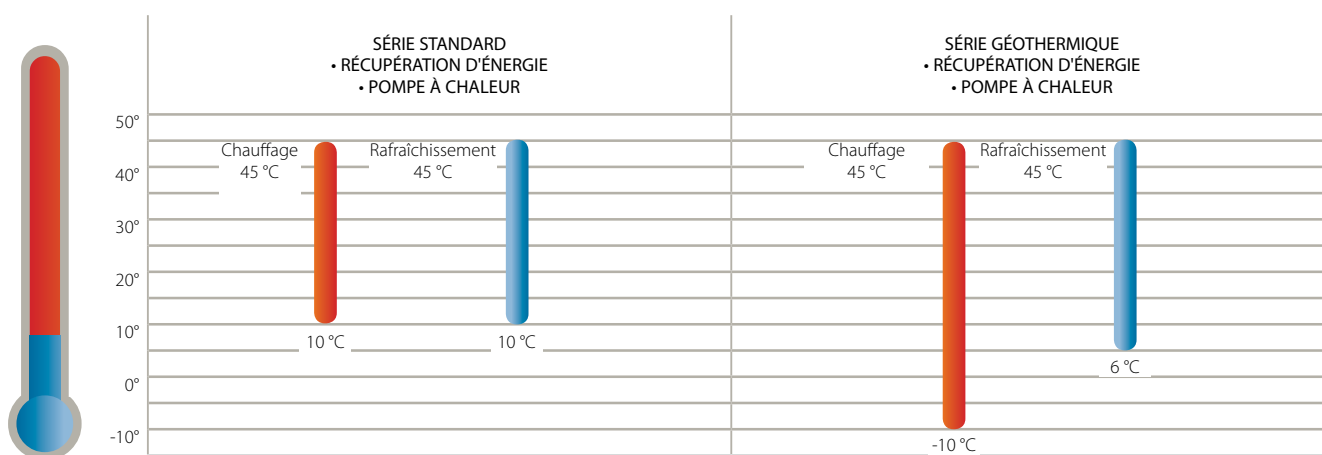 SÉRIE STANDARD
• RÉCUPÉRATION D'ÉNERGIE
• POMPE À CHALEUR
SÉRIE GÉOTHERMIQUE
• RÉCUPÉRATION D'ÉNERGIE
• POMPE À CHALEUR
50°
40°
30°
20°
10°
0°
-10°
Chauffage
45 °C
Rafraîchissement
45 °C
10 °C
10 °C
Chauffage
45 °C
Rafraîchissement
45 °C
6 °C
-10 °C